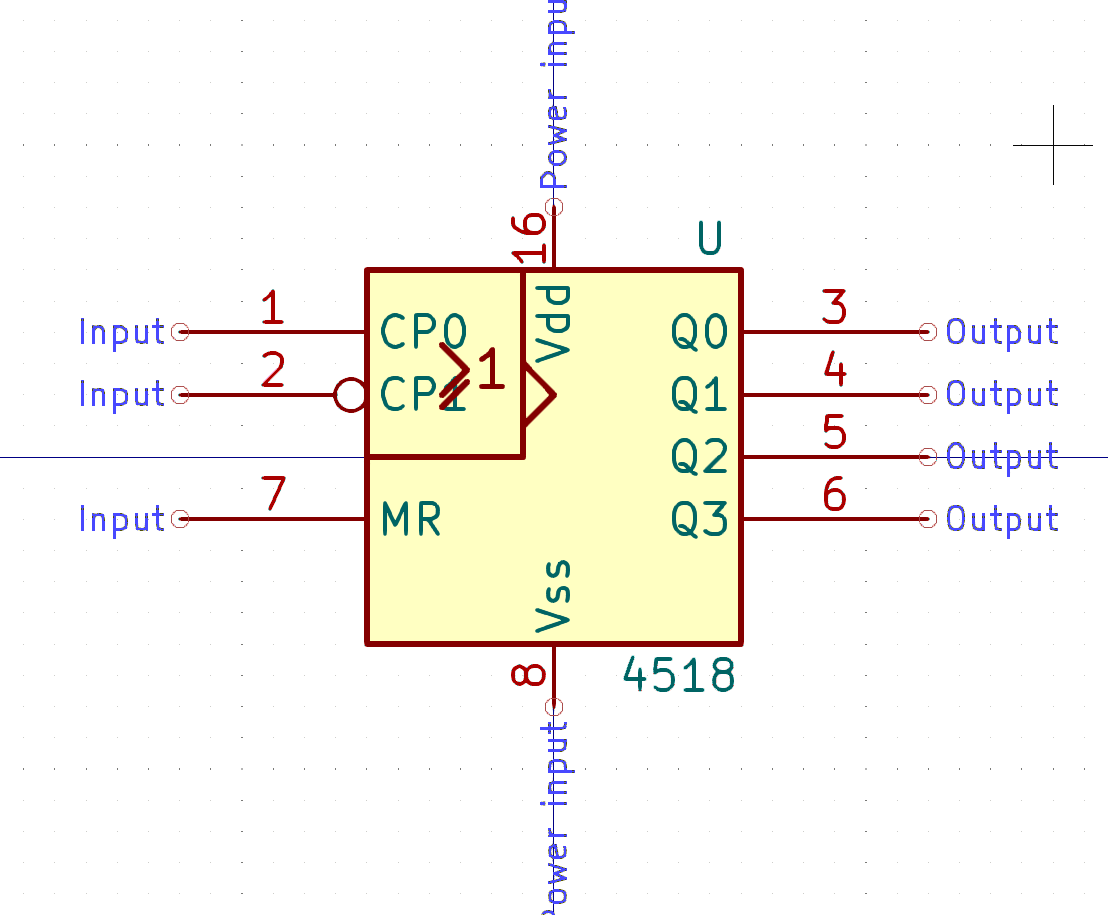 Power inpu
16
U
Vdd
1
3
Input
CP0
Q0
Output
1
2
4
Input
CP1
Q1
Output
5
Q2
Output
7
6
Input
MR
Q3
Output
Vss
8
4518
Power input